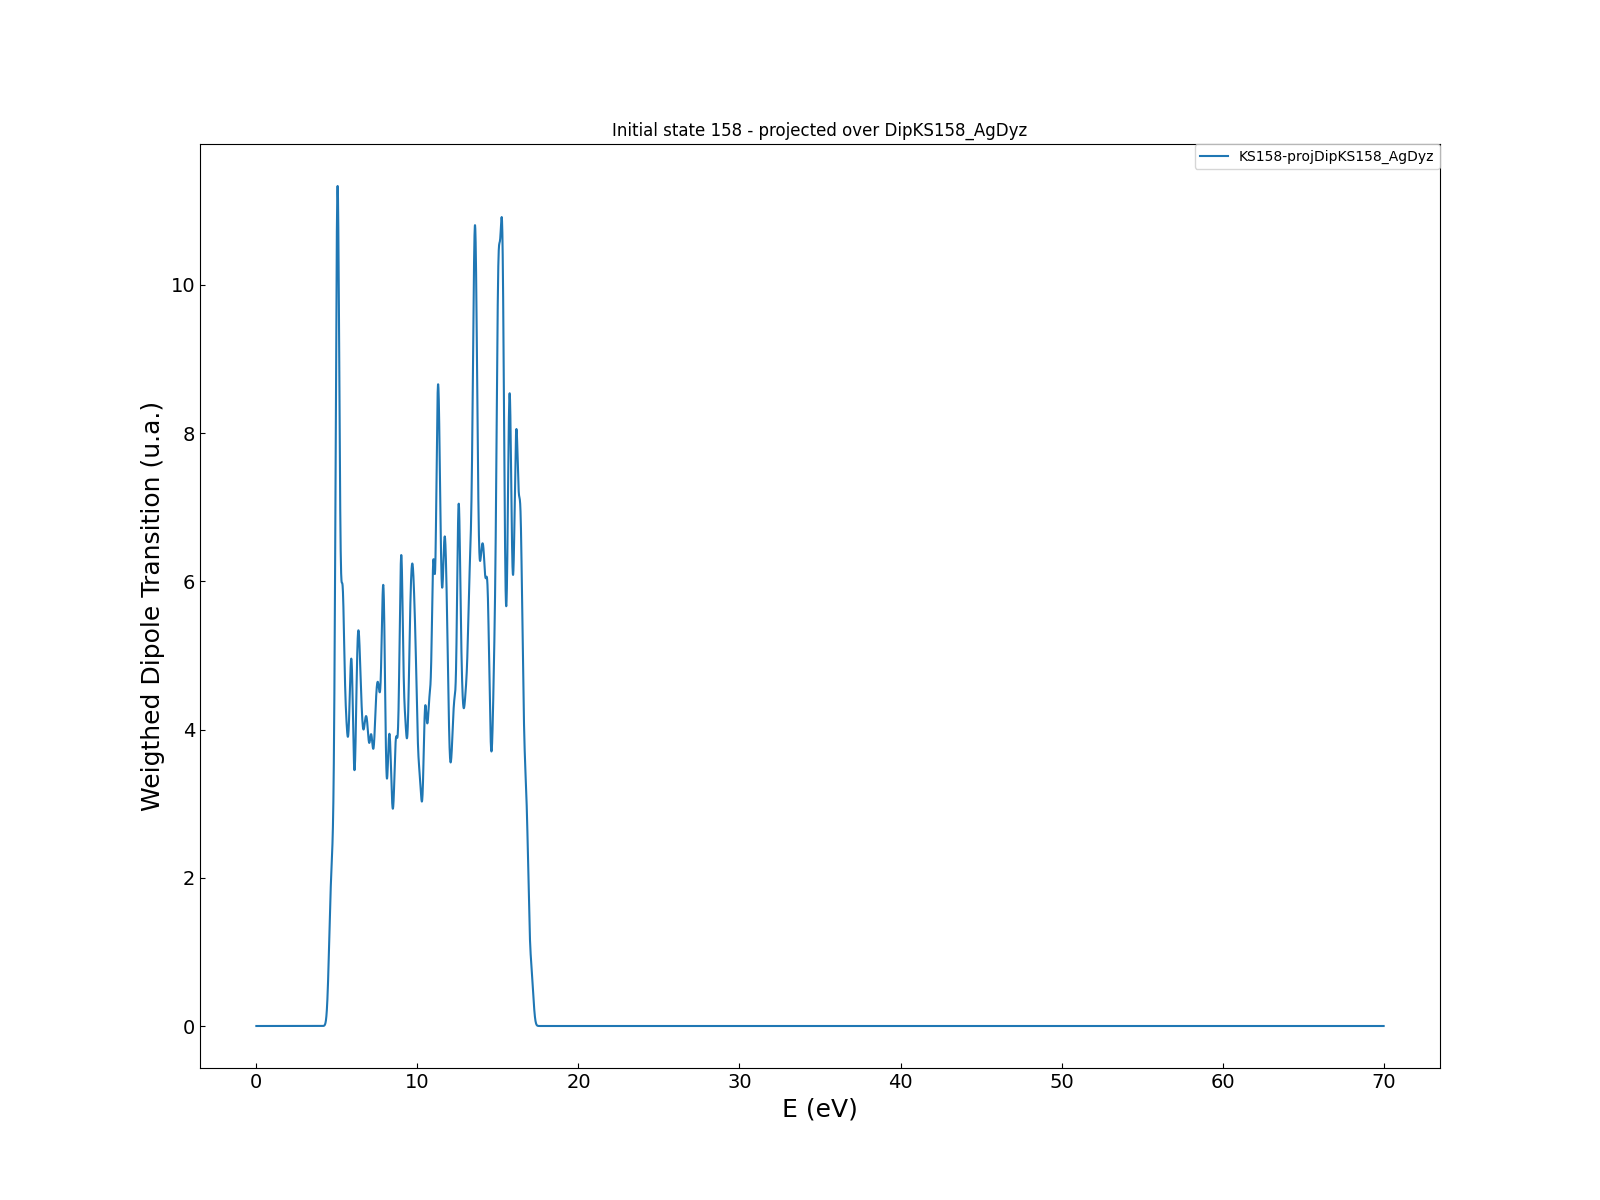 Initial state 158 - projected over DipKS158_AgDyz
KS158-projDipKS158_AgDyz
Weigthed Dipole Transition (u.a.)
10
8
6
4
2
0
0 10 20 30 40 50 60 70
E (eV)